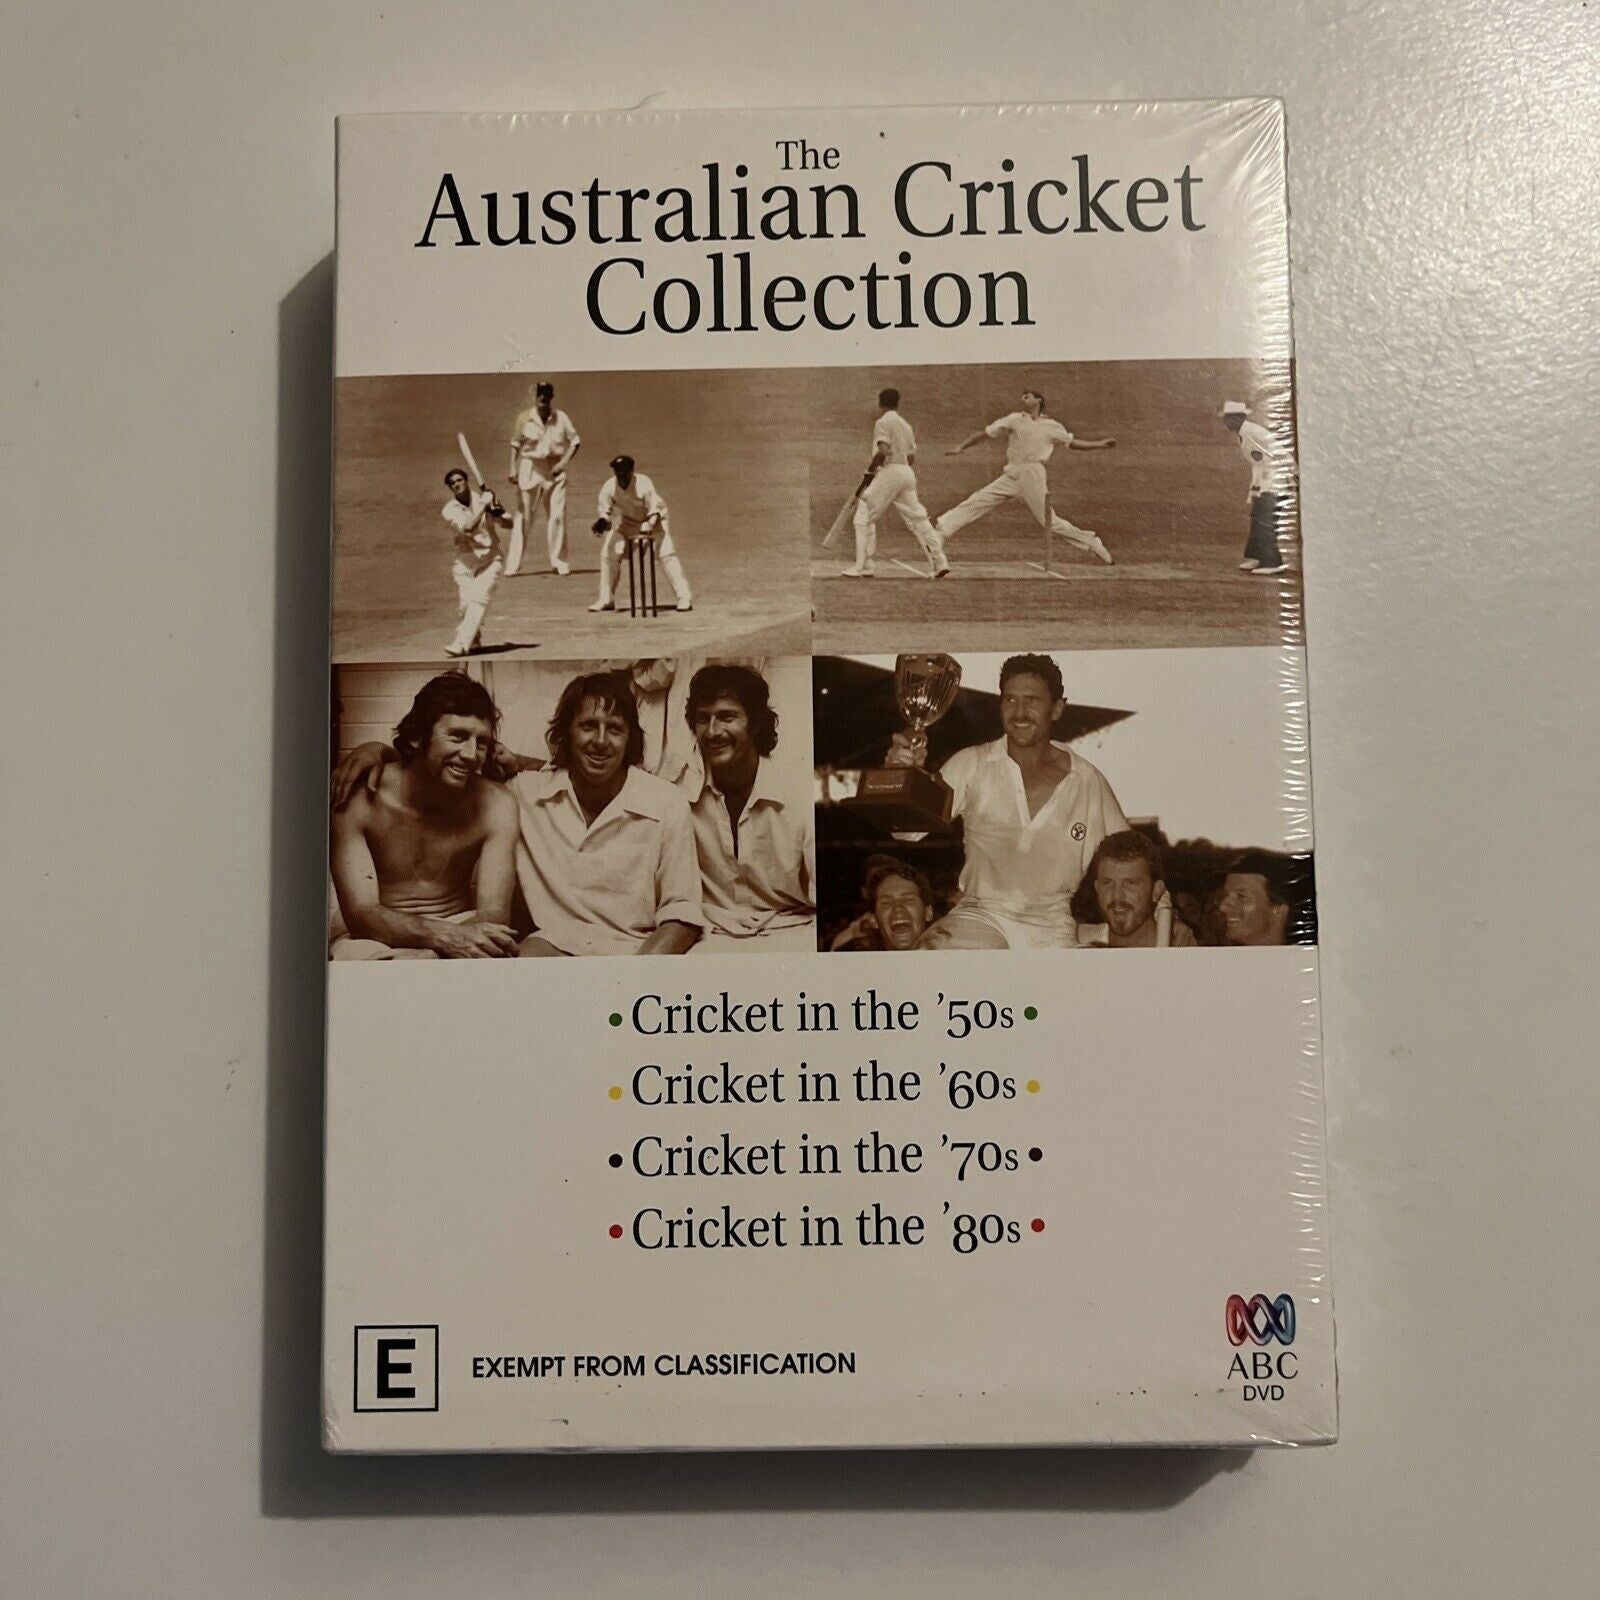 The
Australian Cricket
Collection
• Cricket in the ’50s •
• Cricket in the ’60s •
• Cricket in the ’70s •
• Cricket in the ’80s •
E
EXEMPT FROM CLASSIFICATION
ABC
DVD